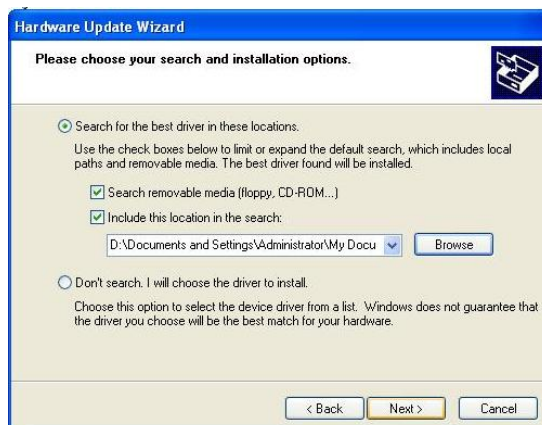 Hardware Update Wizard
Please choose your search and installation options.
Search for the best driver in these locations.
Use the check boxes below to limit or expand the default search, which includes local
paths and removable media. The best driver found will be installed.
Search removable media (floppy, CD-ROM...)
Include this location in the search:
D:\Documents and Settings\Administrator\My Docu
Browse
Don't search. I will choose the driver to install.
Choose this option to select the device driver from a list. Windows does not guarantee that
the driver you choose will be the best match for your hardware.
< Back
Next >
Cancel